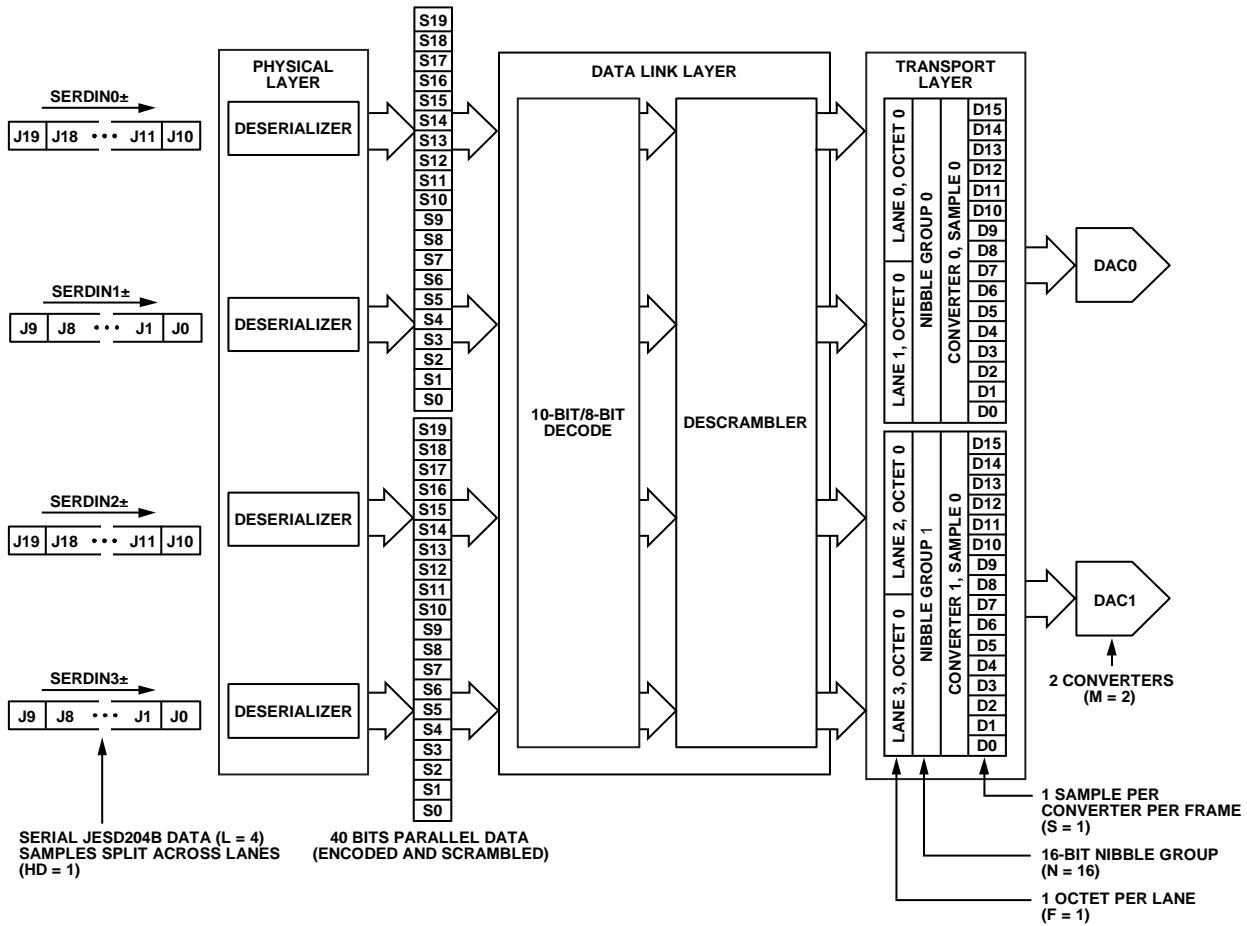 SERDIN0±
J19 J18 ••• J11 J10
SERDIN1±
J9 J8 ••• J1 J0
SERDIN2±
J19 J18 ••• J11 J10
SERDIN3±
J9 J8 ••• J1 J0
SERIAL JESD204B DATA (L = 4)
SAMPLES SPLIT ACROSS LANES
(HD = 1)
PHYSICAL
LAYER
DESERIALIZER
DESERIALIZER
DESERIALIZER
DESERIALIZER
S19
S18
S17
S16
S15
S14
S13
S12
S11
S10
S9
S8
S7
S6
S5
S4
S3
S2
S1
S0
S19
S18
S17
S16
S15
S14
S13
S12
S11
S10
S9
S8
S7
S6
S5
S4
S3
S2
S1
S0
40 BITS PARALLEL DATA
(ENCODED AND SCRAMBLED)
DATA LINK LAYER
10-BIT/8-BIT
DECODE
DESCRAMBLER
TRANSPORT
LAYER
LANE 0, OCTET 0
LANE 1, OCTET 0
NIBBLE GROUP 0
CONVERTER 0, SAMPLE 0
D15
D14
D13
D12
D11
D10
D9
D8
D7
D6
D5
D4
D3
D2
D1
D0
LANE 2, OCTET 0
LANE 3, OCTET 0
NIBBLE GROUP 1
CONVERTER 1, SAMPLE 0
D15
D14
D13
D12
D11
D10
D9
D8
D7
D6
D5
D4
D3
D2
D1
D0
DAC0
DAC1
2 CONVERTERS
(M = 2)
1 SAMPLE PER
CONVERTER PER FRAME
(S = 1)
16-BIT NIBBLE GROUP
(N = 16)
1 OCTET PER LANE
(F = 1)